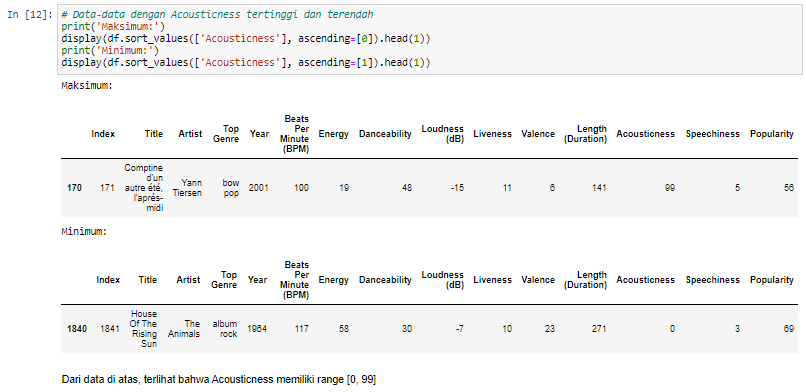 In [12]: # Data-data dengan Acousticness tertinggi dan terendah
print('Maksimum:')
display(df.sort_values(['Acousticness'], ascending=[0]).head(1))
print('Minimum:')
display(df.sort_values(['Acousticness'], ascending=[1]).head(1))
Maksimum:
Index Title Artist Top Genre Year Beats Per Minute (BPM) Energy Danceability Loudness (dB) Liveness Valence Length (Duration) Acousticness Speechiness Popularity
170 171 Comptine d'un autre été, l'après-midi Yann Tiersen bow pop 2001 100 19 48 -15 11 6 141 99 5 56
Minimum:
Index Title Artist Top Genre Year Beats Per Minute (BPM) Energy Danceability Loudness (dB) Liveness Valence Length (Duration) Acousticness Speechiness Popularity
1840 1841 House Of The Rising Sun The Animals album rock 1964 117 58 30 -7 10 23 271 0 3 69
Dari data di atas, terlihat bahwa Acousticness memiliki range [0, 99]